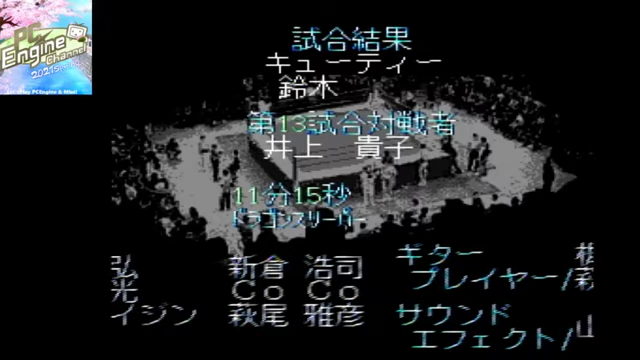 PC
Engine
Channel
試合結果
キューティー
鈴木
第13試合対戦者
井上 貴子
11分15秒
ドラゴンスリーパー
弘 新倉 浩司 ギター
光 Co Co プレイヤー/
イジン 萩尾 雅彦 サウンド
エフェクト/山